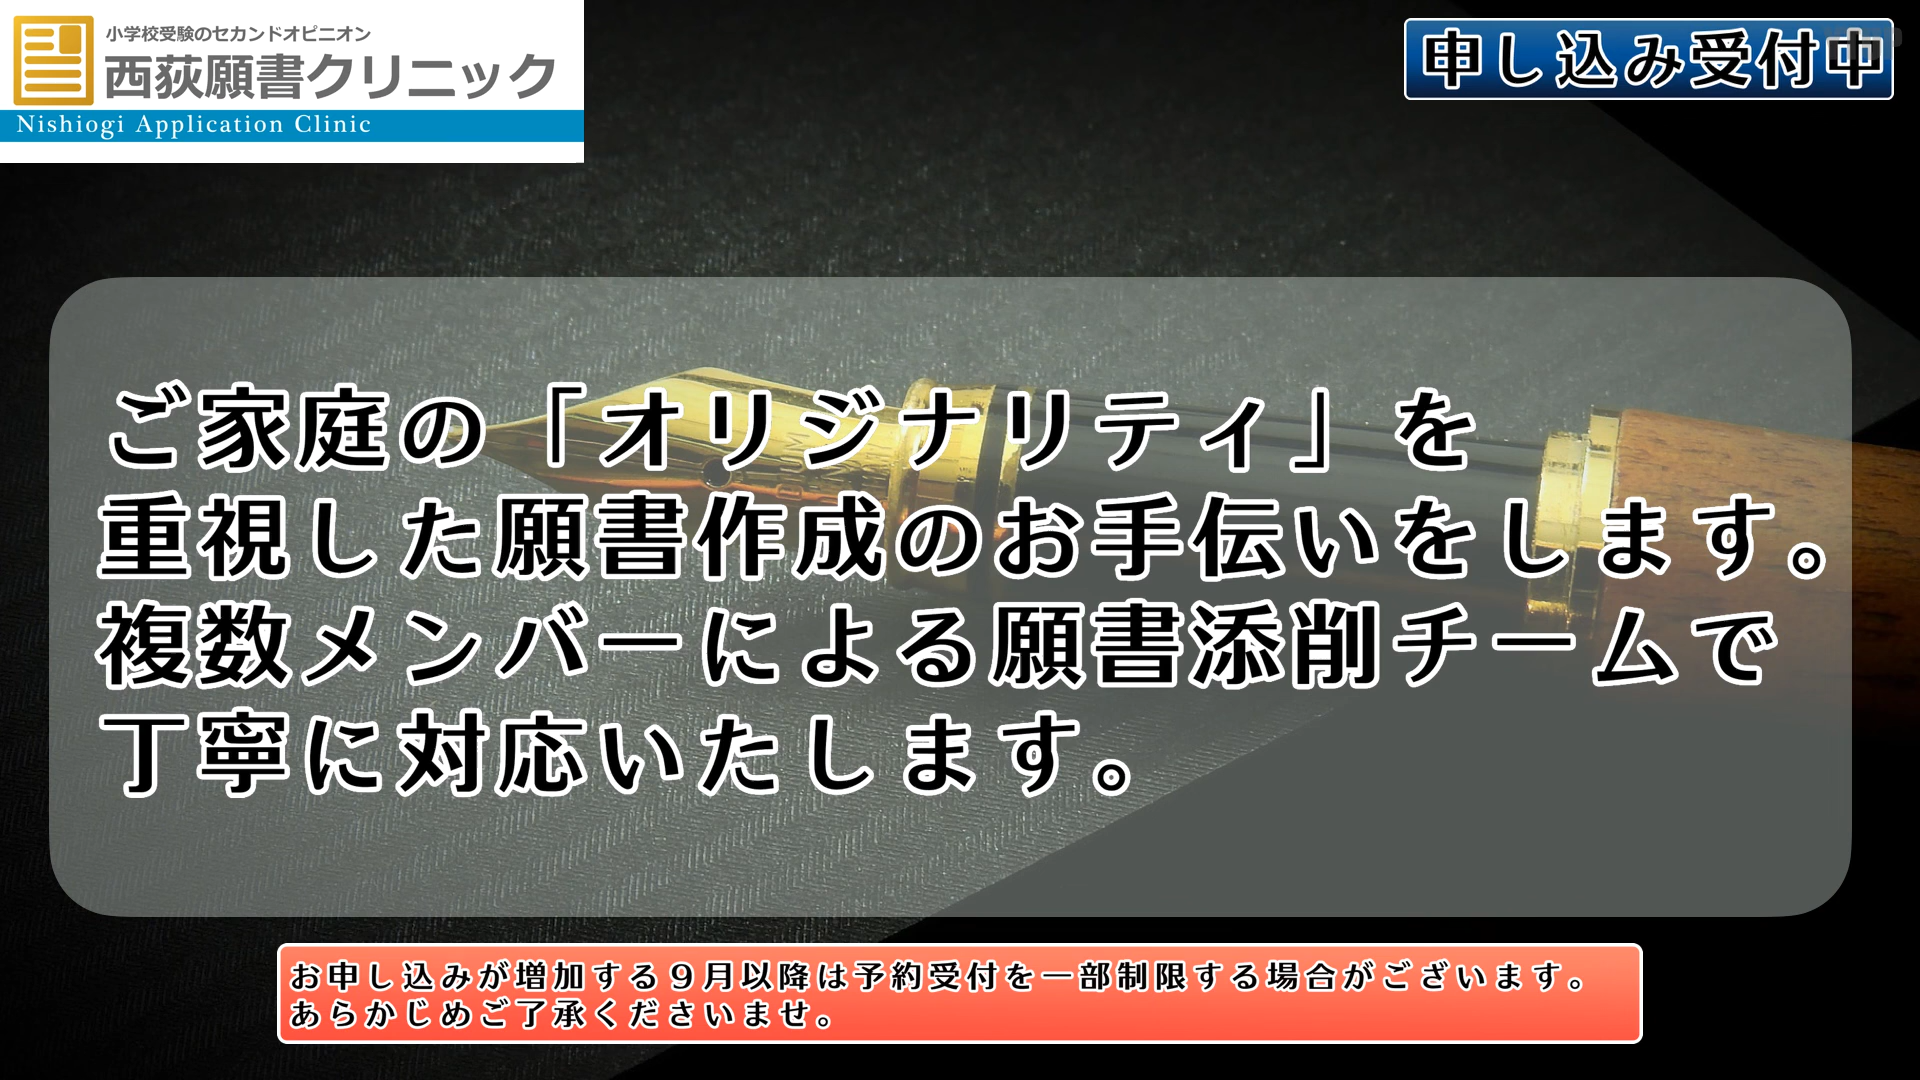 小学校受験のセカンドオピニオン
西荻願書クリニック
Nishiogi Application Clinic
申し込み受付中
ご家庭の「オリジナリティ」を
重視した願書作成のお手伝いをします。
複数メンバーによる願書添削チームで
丁寧に対応いたします。
お申し込みが増加する９月以降は予約受付を一部制限する場合がございます。
あらかじめご了承くださいませ。